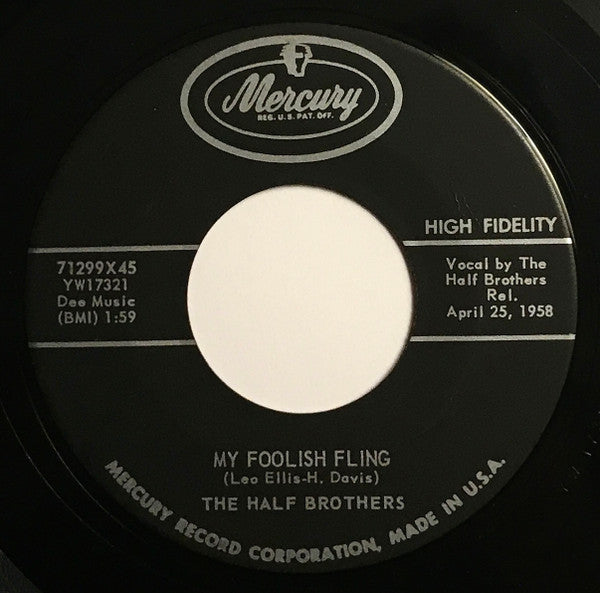 Mercury
REG. U.S. PAT. OFF.
HIGH FIDELITY
71299X45
YW17321
Dee Music
(BMI) 1:59
Vocal by The
Half Brothers
Rel.
April 25, 1958
MY FOOLISH FLING
(Leo Ellis-H. Davis)
THE HALF BROTHERS
MERCURY RECORD CORPORATION, MADE IN U.S.A.